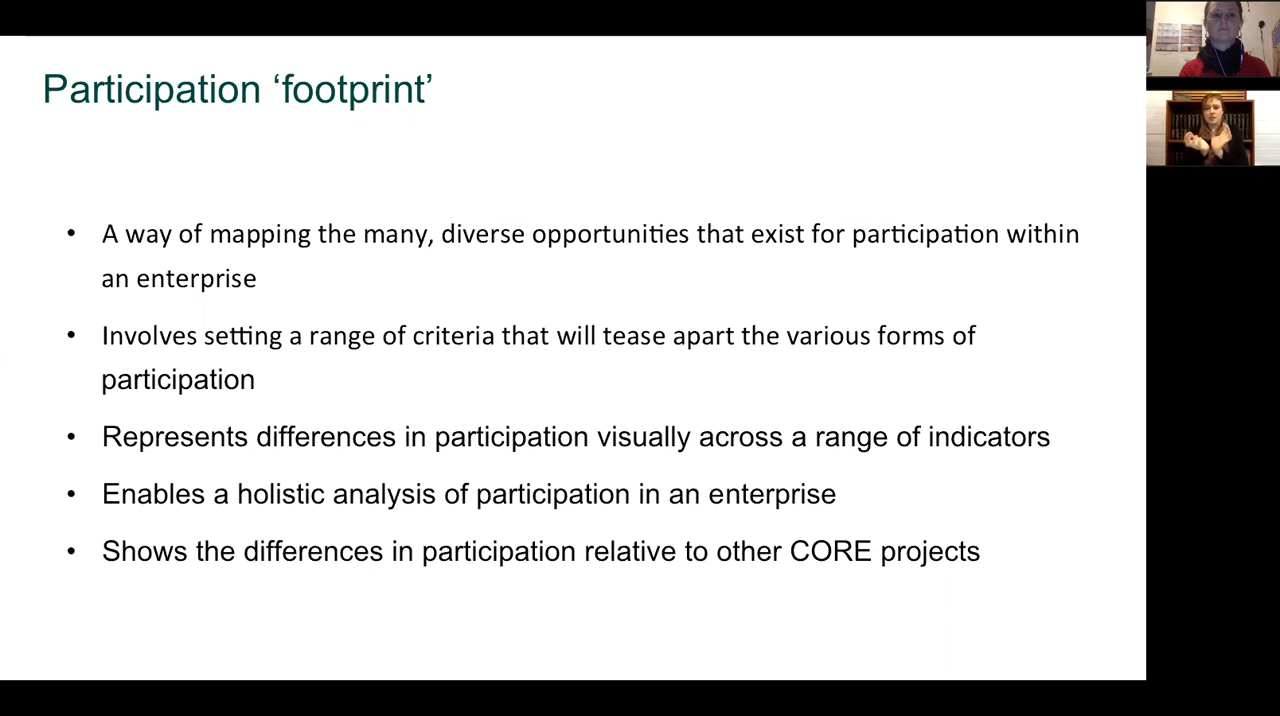 Participation ‘footprint’
• A way of mapping the many, diverse opportunities that exist for participation within
an enterprise
• Involves setting a range of criteria that will tease apart the various forms of
participation
• Represents differences in participation visually across a range of indicators
• Enables a holistic analysis of participation in an enterprise
• Shows the differences in participation relative to other CORE projects